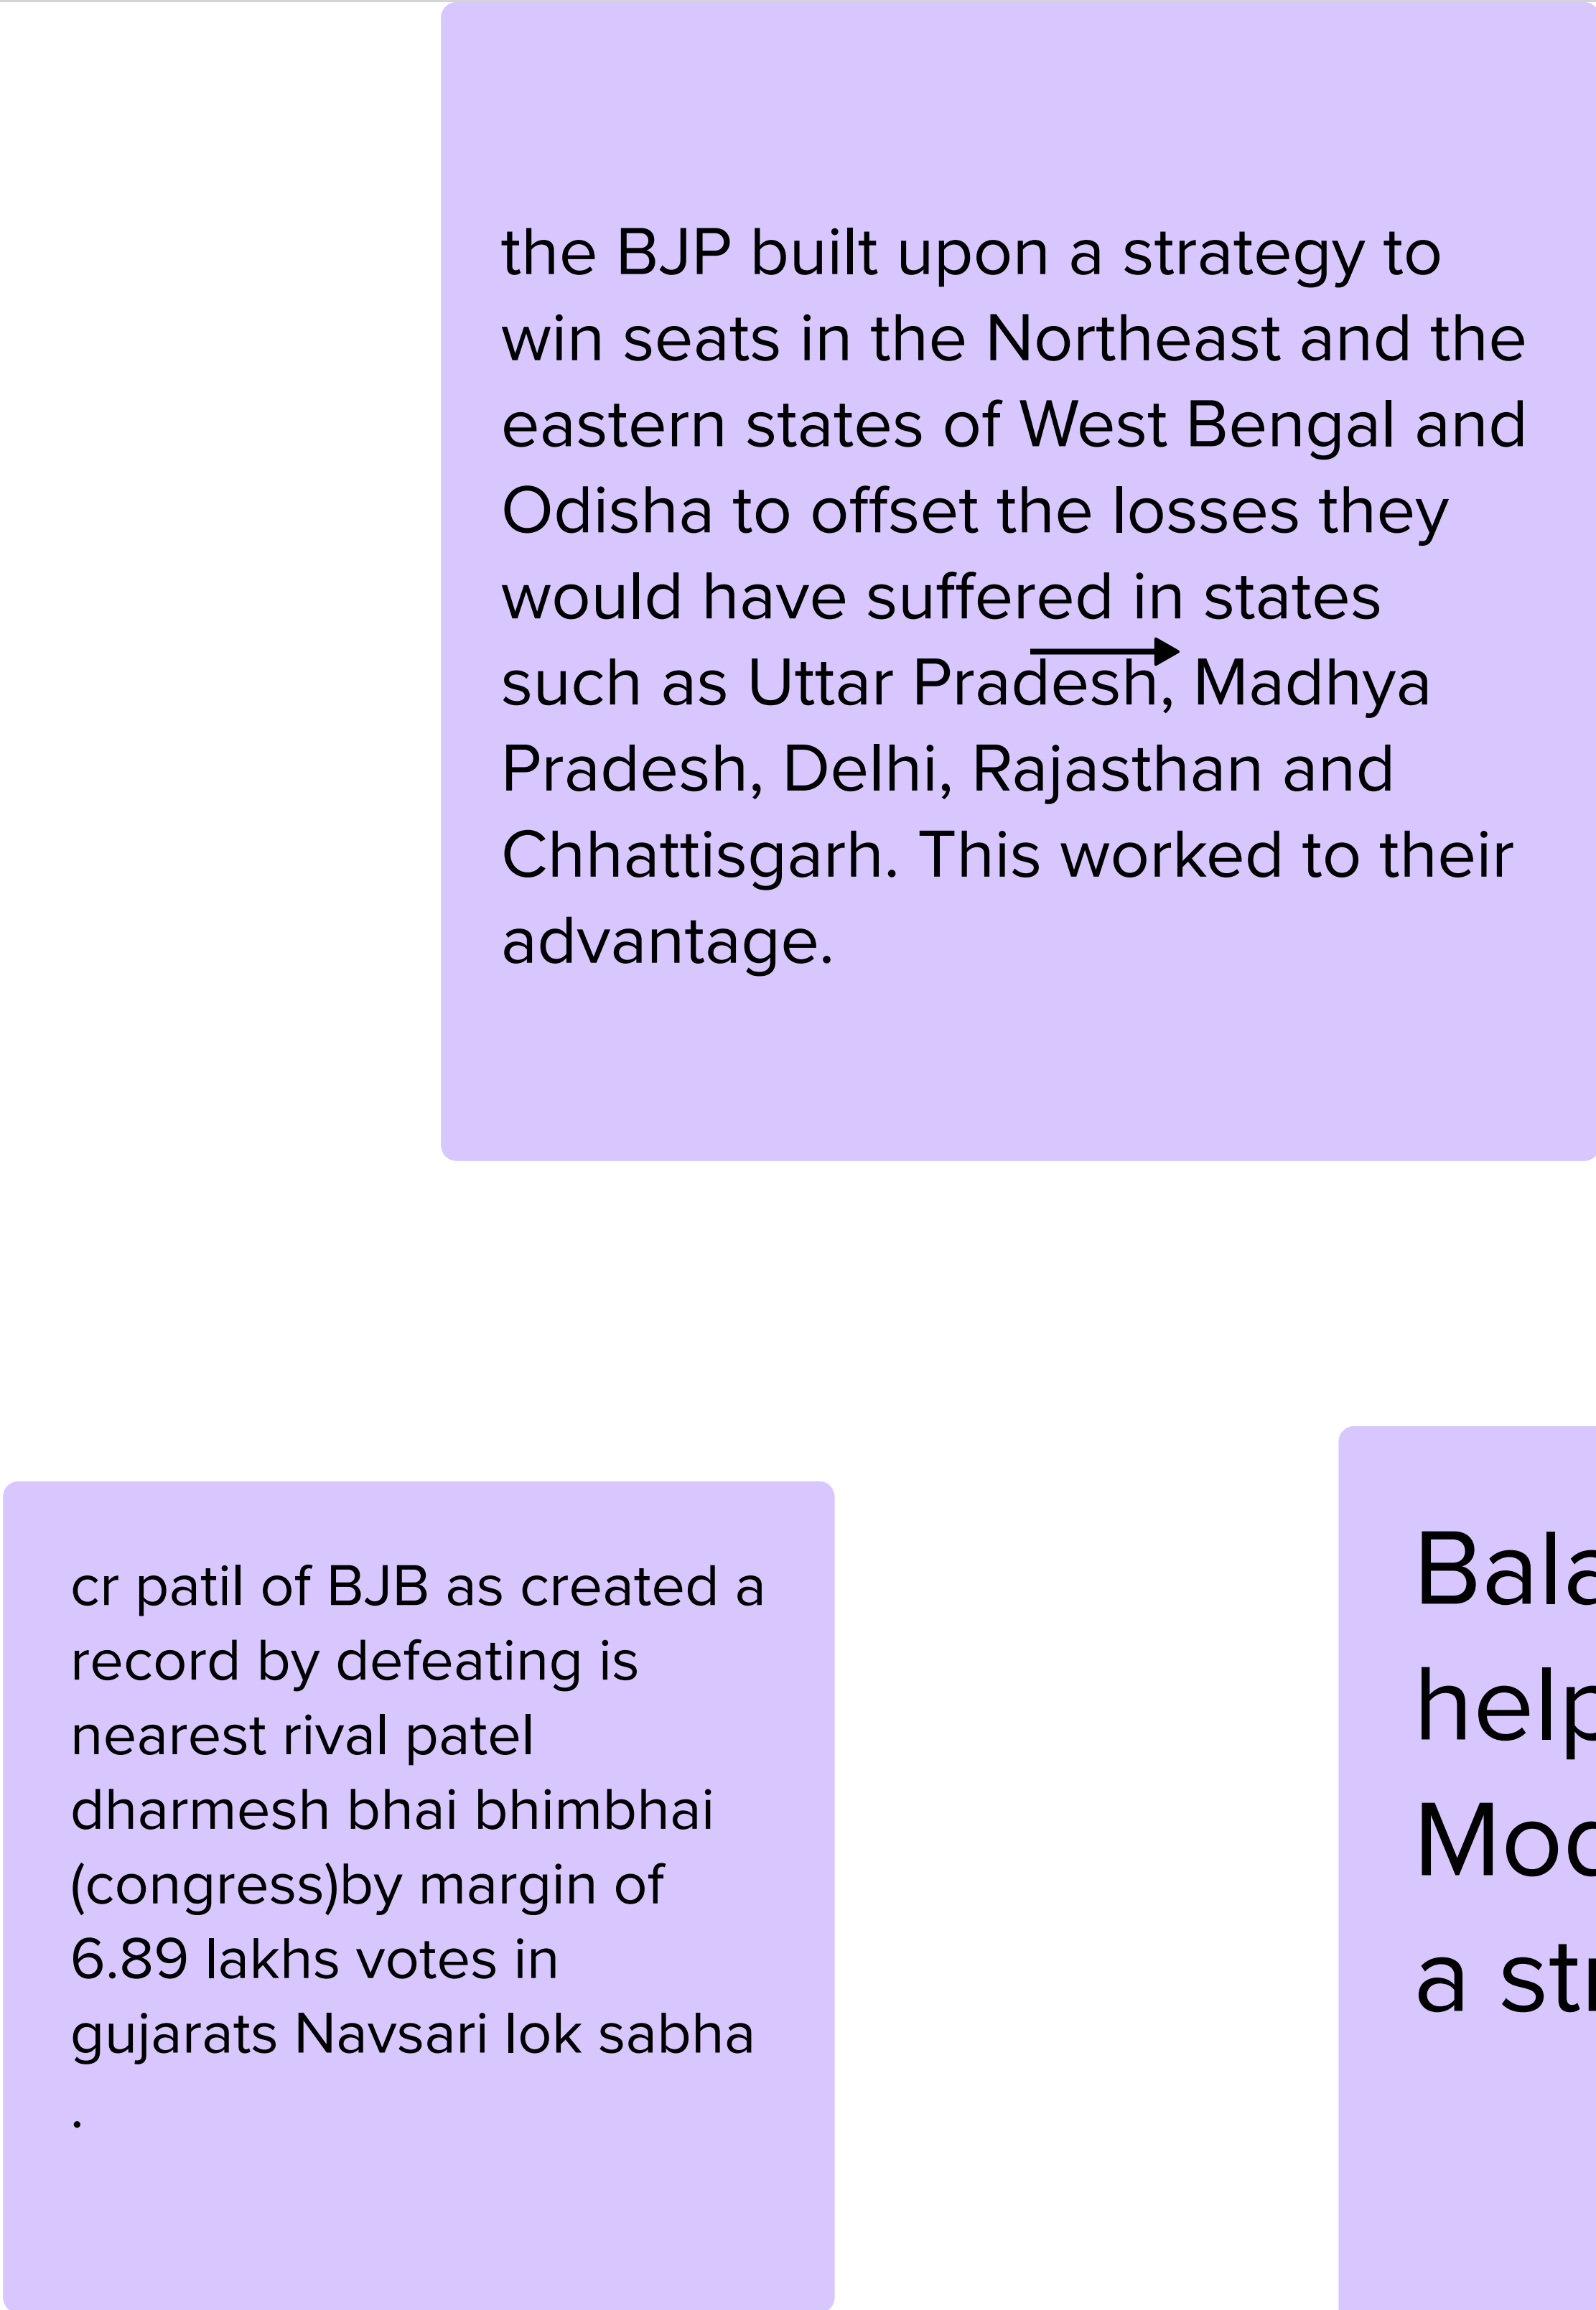 the BJP built upon a strategy to
win seats in the Northeast and the
eastern states of West Bengal and
Odisha to offset the losses they
would have suffered in states
such as Uttar Pradesh, Madhya
Pradesh, Delhi, Rajasthan and
Chhattisgarh. This worked to their
advantage.
cr patil of BJB as created a
record by defeating is
nearest rival patel
dharmesh bhai bhimbhai
(congress)by margin of
6.89 lakhs votes in
gujarats Navsari lok sabha
.
a